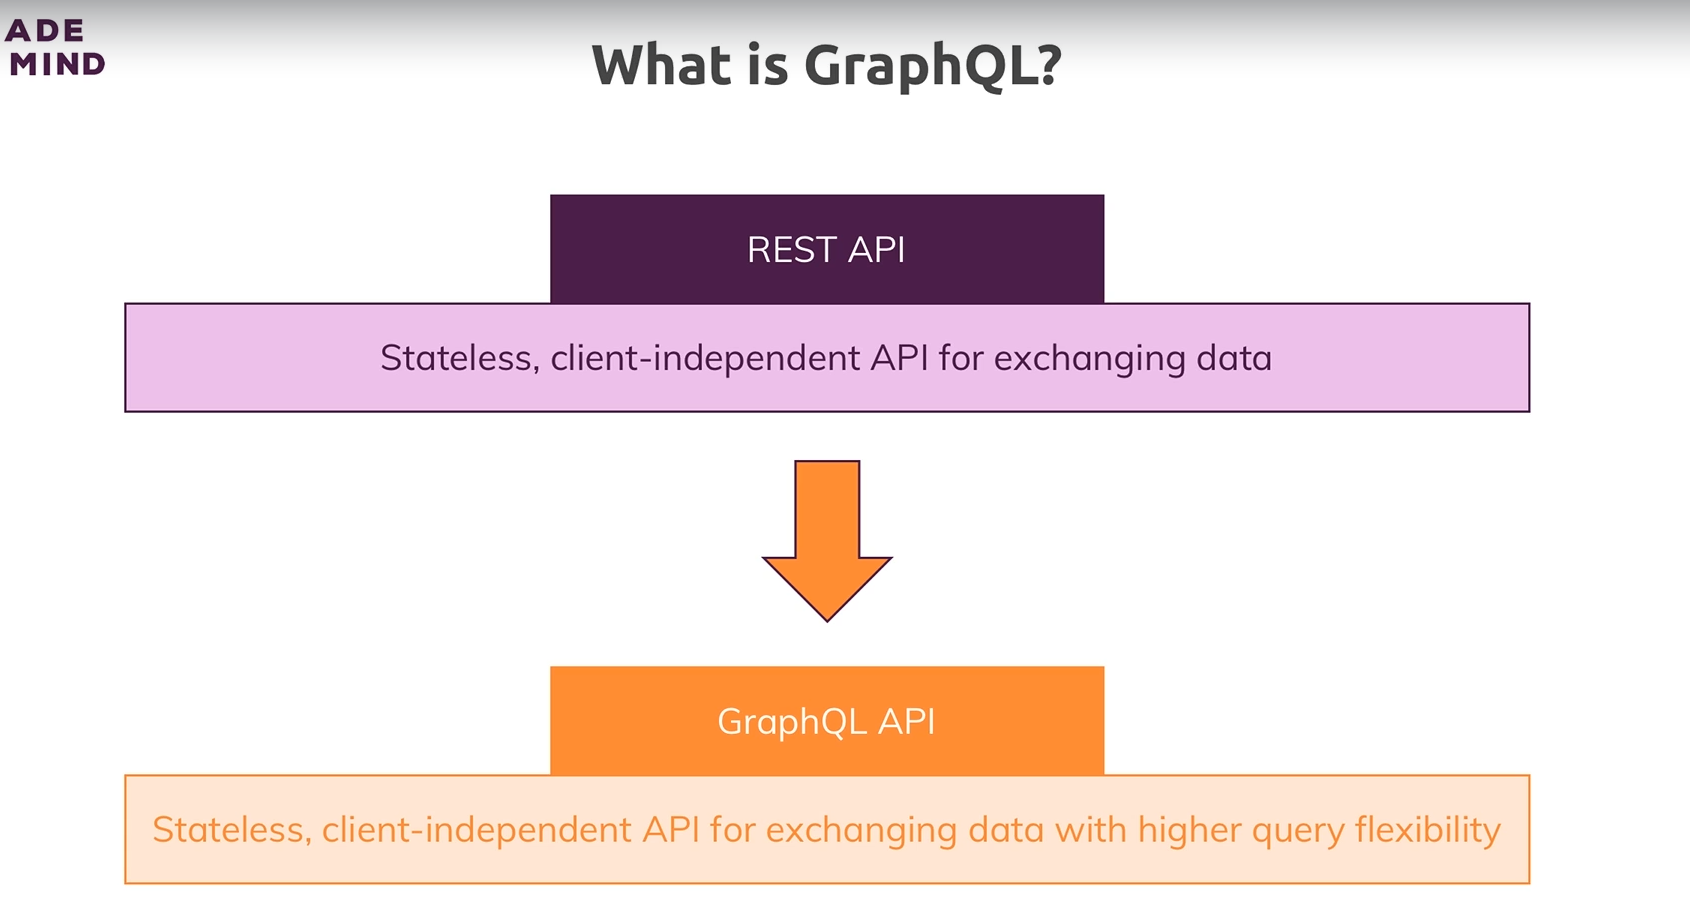 ADE
MIND
What is GraphQL?
REST API
Stateless, client-independent API for exchanging data
GraphQL API
Stateless, client-independent API for exchanging data with higher query flexibility